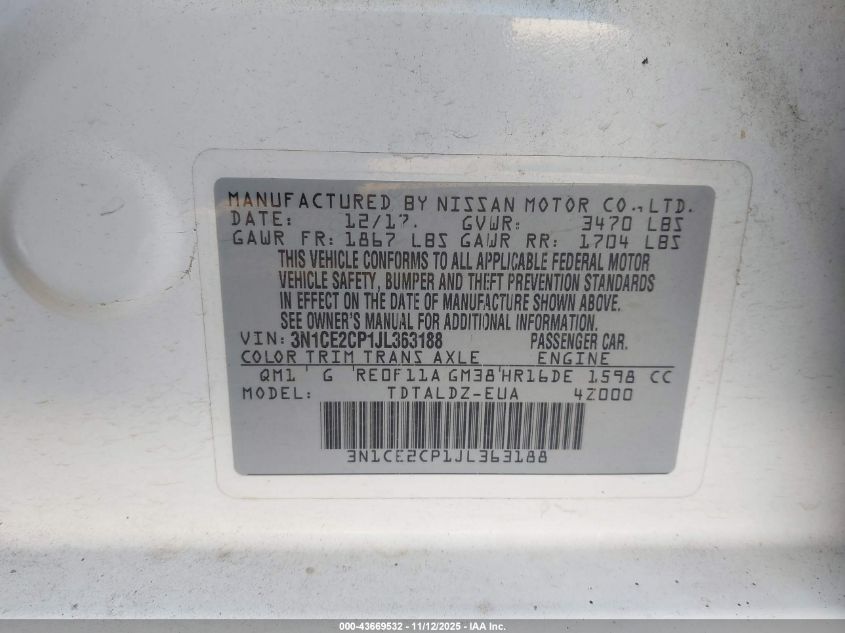 MANUFACTURED BY NISSAN MOTOR CO.,LTD.
DATE: 12/17. GVWR: 3470 LBS
GAWR FR: 1867 LBS GAWR RR: 1704 LBS
THIS VEHICLE CONFORMS TO ALL APPLICABLE FEDERAL MOTOR
VEHICLE SAFETY, BUMPER AND THEFT PREVENTION STANDARDS
IN EFFECT ON THE DATE OF MANUFACTURE SHOWN ABOVE.
SEE OWNER'S MANUAL FOR ADDITIONAL INFORMATION.
VIN: 3N1CE2CP1JL363188 PASSENGER CAR.
COLOR TRIM TRANS AXLE ENGINE
QM1 G RE0F11A GM38 HR16DE 1598 CC
MODEL: TDTALDZ-EUA 4Z000
3N1CE2CP1JL363188
000-43669532 - 11/12/2025 - IAA Inc.